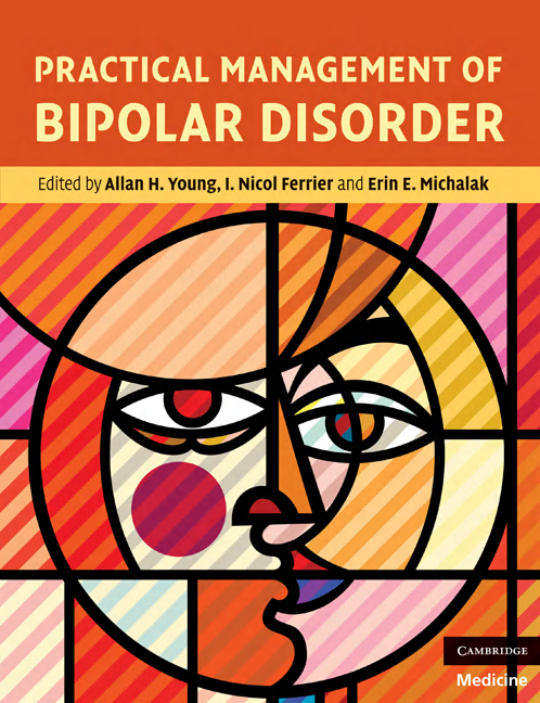 PRACTICAL MANAGEMENT OF
BIPOLAR DISORDER
Edited by Allan H. Young, I. Nicol Ferrier and Erin E. Michalak
CAMBRIDGE
Medicine